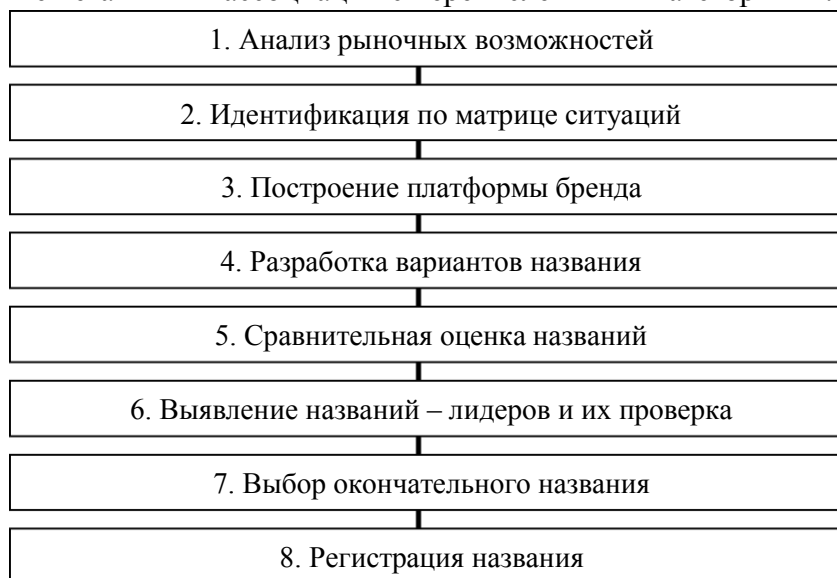 1. Анализ рыночных возможностей
2. Идентификация по матрице ситуаций
3. Построение платформы бренда
4. Разработка вариантов названия
5. Сравнительная оценка названий
6. Выявление названий – лидеров и их проверка
7. Выбор окончательного названия
8. Регистрация названия